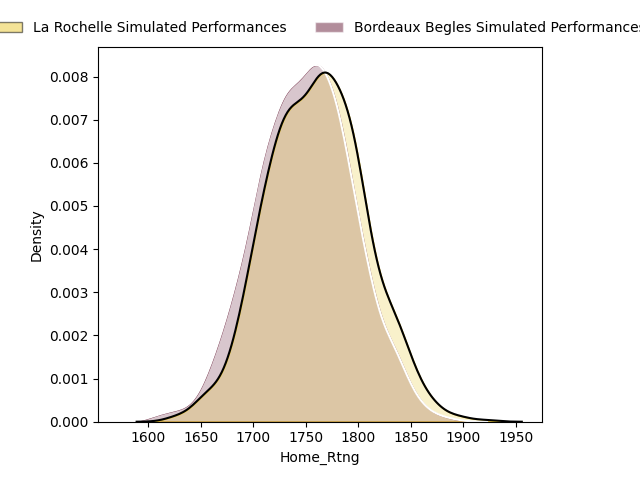 La Rochelle Simulated Performances
Bordeaux Begles Simulated Performances
0.008
0.007
0.006
0.005
0.004
0.003
0.002
0.001
0.000
Density
1600 1650 1700 1750 1800 1850 1900 1950
Home_Rtng